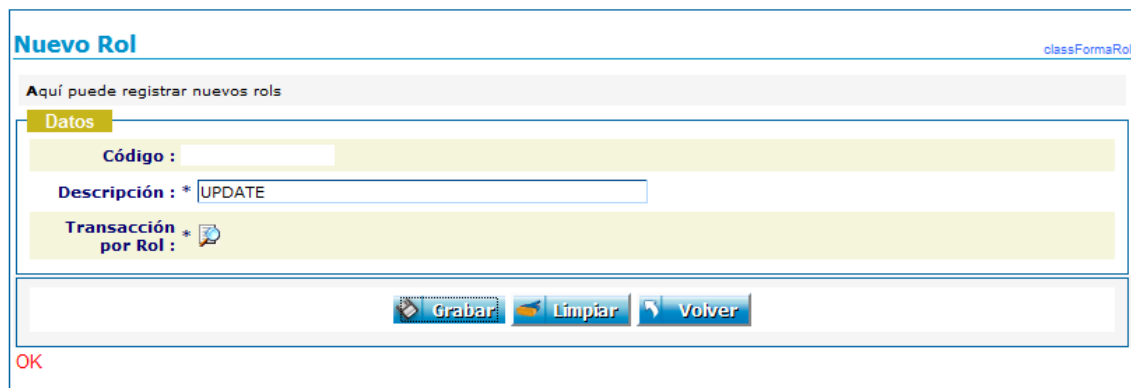 Nuevo Rol
classFormaRol
Aquí puede registrar nuevos rols
Datos
Código :
Descripción : * UPDATE
Transacción *
por Rol :
Grabar Limpiar Volver
OK